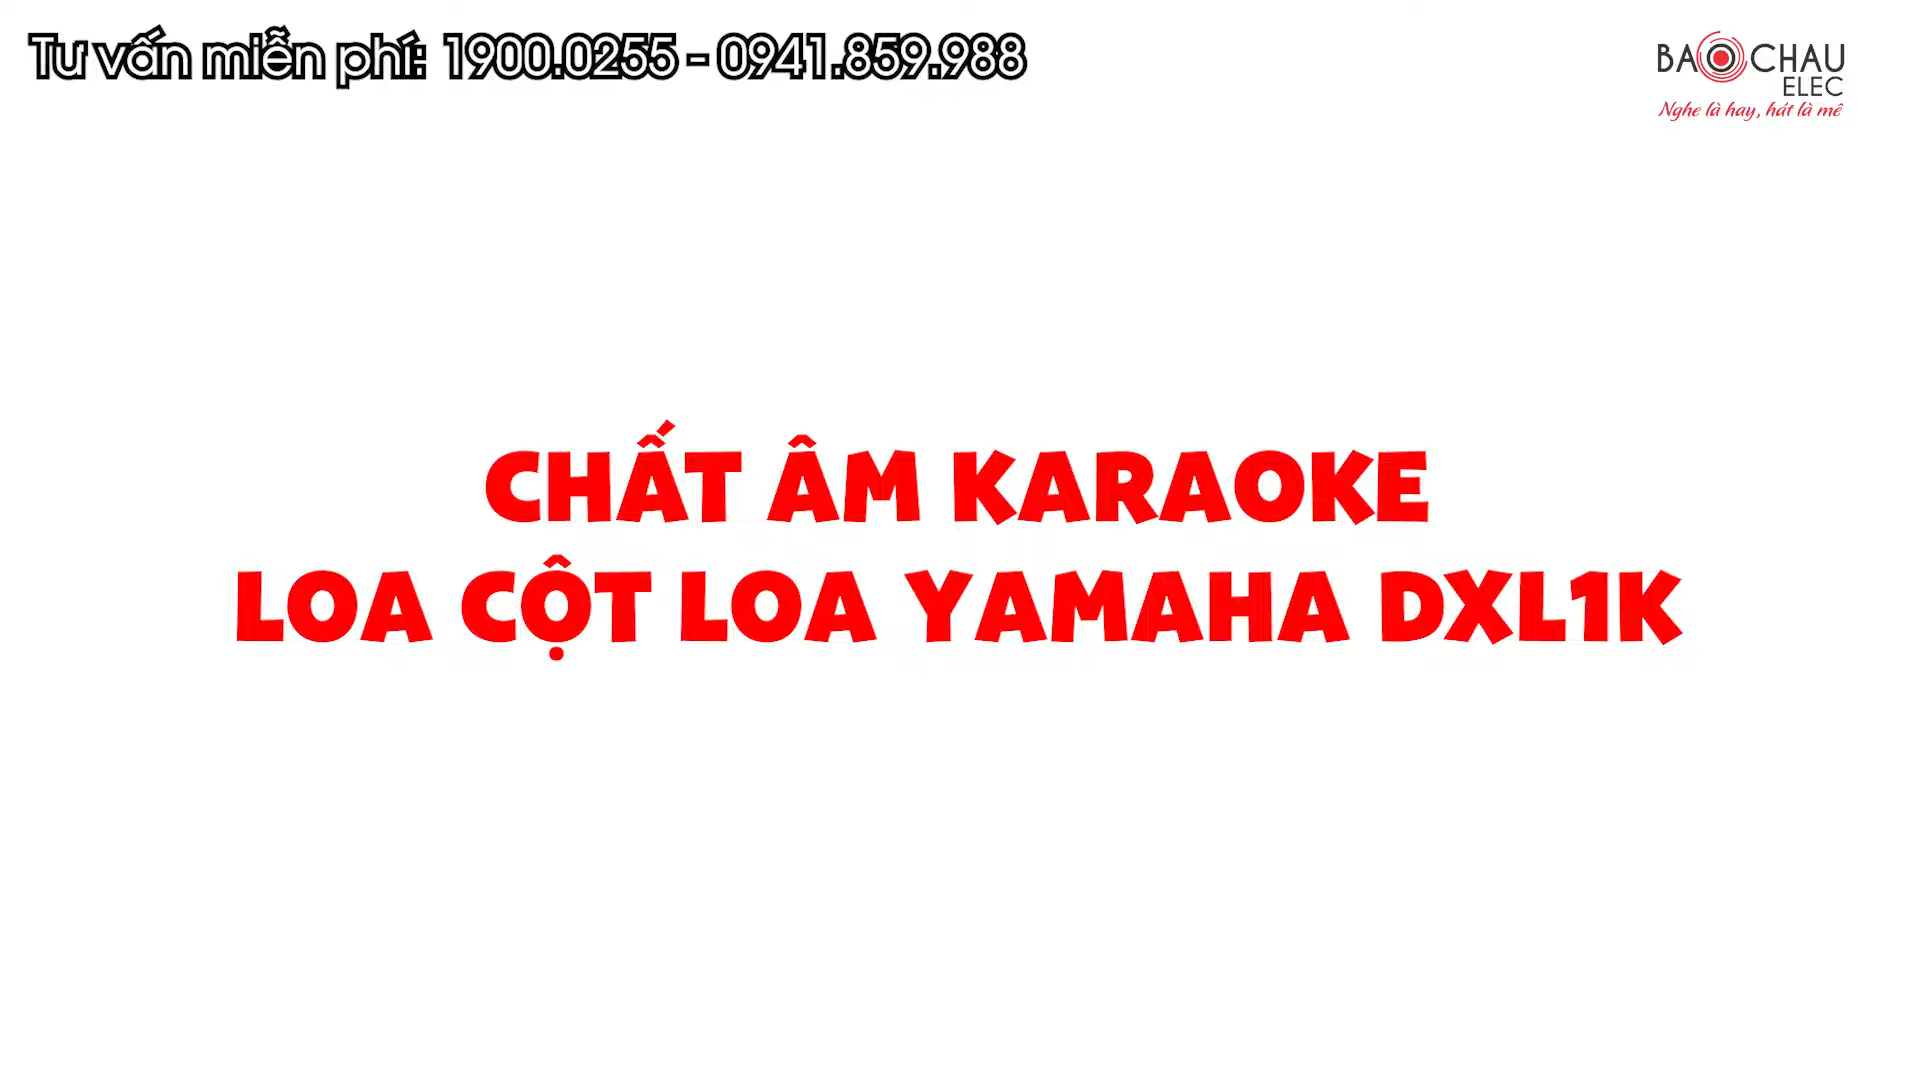 Tư vấn miễn phí: 1900.0255 - 0941.859.988
BAOCHAU
ELEC
Nghe là hay, hát là mê
CHẤT ÂM KARAOKE
LOA CỘT LOA YAMAHA DXL1K